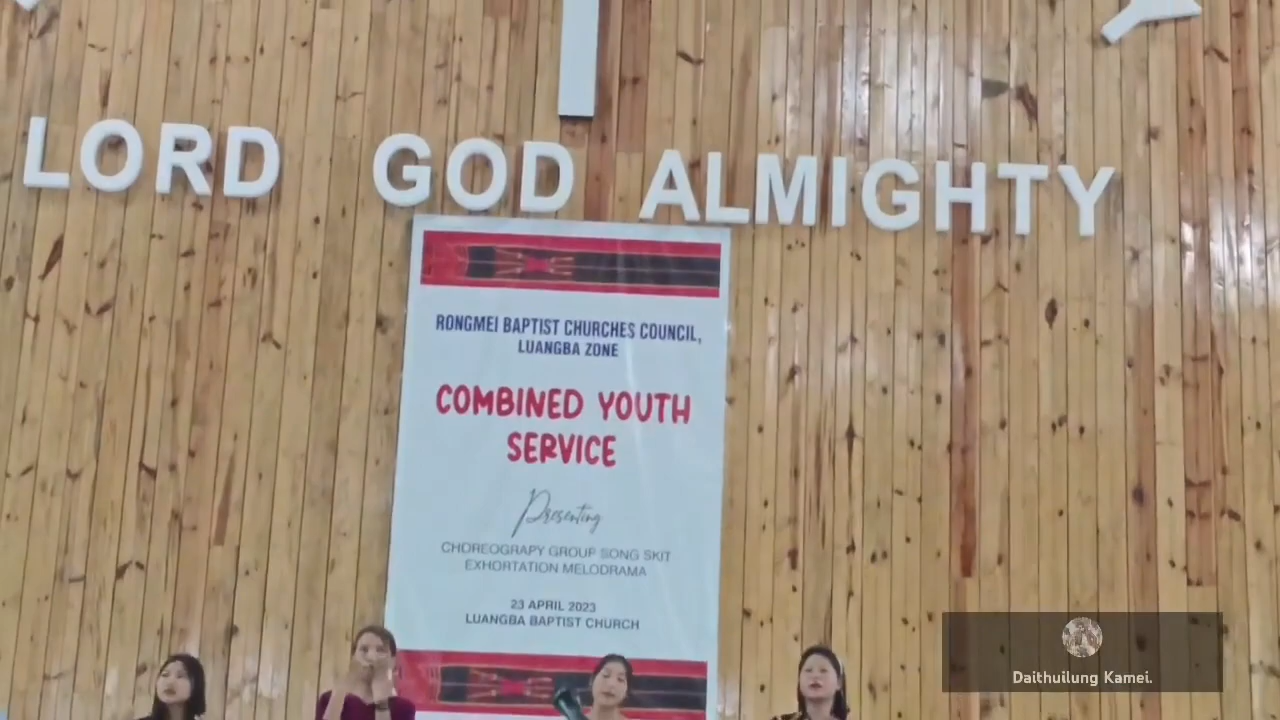 LORD GOD ALMIGHTY
RONGMEI BAPTIST CHURCHES COUNCIL,
LUANGBA ZONE
COMBINED YOUTH
SERVICE
Presenting
CHOREOGRAPY GROUP SONG SKIT
EXHORTATION MELODRAMA
23 APRIL 2023
LUANGBA BAPTIST CHURCH
Daithuilung Kamei.